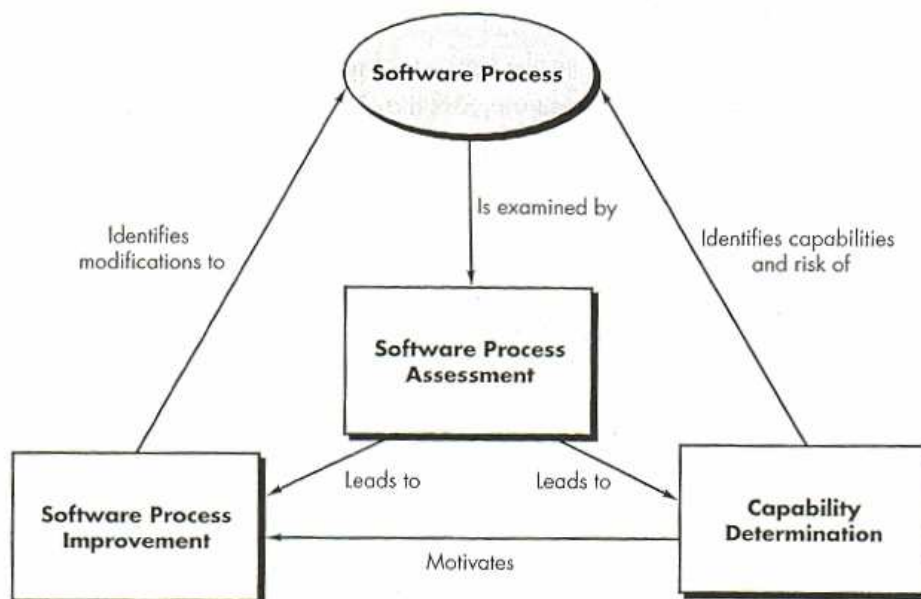 Software Process
Is examined by
Identifies
modifications to
Identifies capabilities
and risk of
Software Process
Assessment
Leads to
Leads to
Software Process
Improvement
Capability
Determination
Motivates